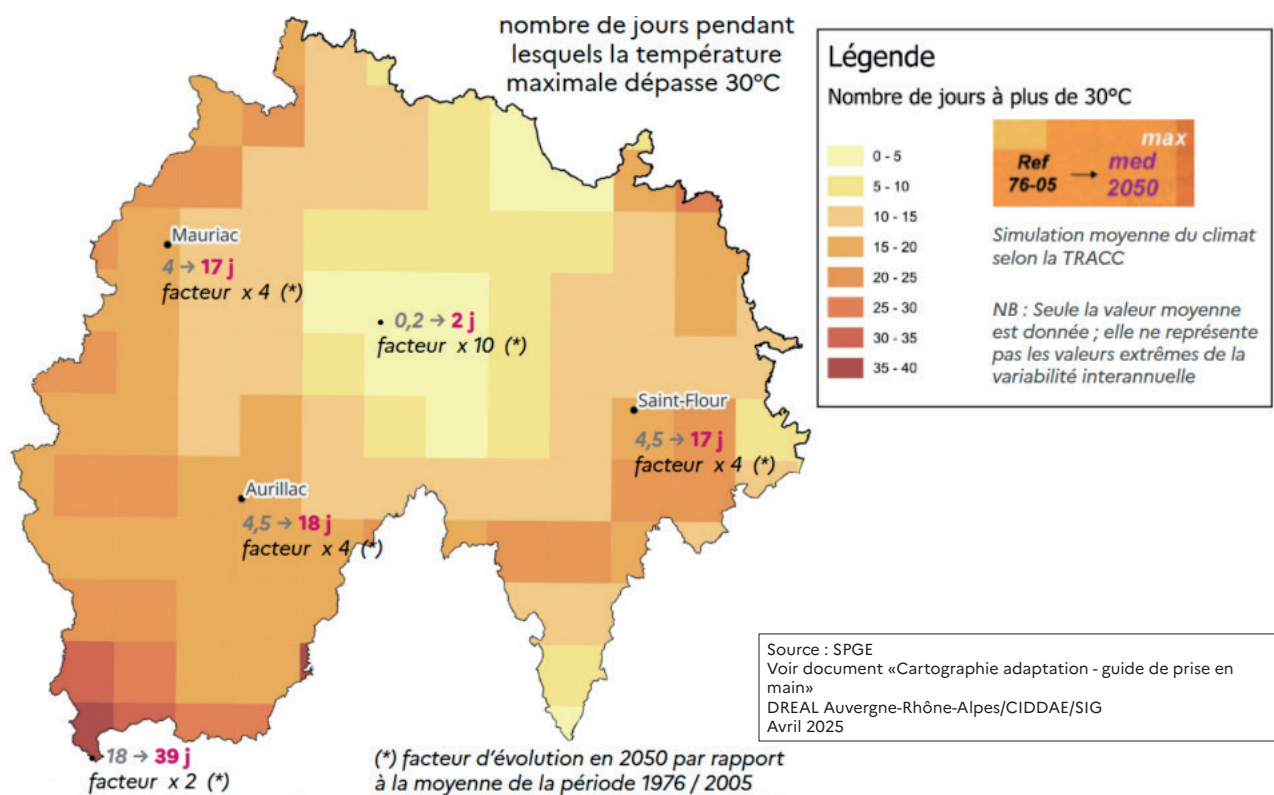 nombre de jours pendant
lesquels la température
maximale dépasse 30°C
Légende
Nombre de jours à plus de 30°C
0 - 5
5 - 10
10 - 15
15 - 20
20 - 25
25 - 30
30 - 35
35 - 40
max
Ref
76-05
→
med
2050
Simulation moyenne du climat
selon la TRACC
NB : Seule la valeur moyenne
est donnée ; elle ne représente
pas les valeurs extrêmes de la
variabilité interannuelle
Mauriac
4 → 17 j
facteur x 4 (*)
0,2 → 2 j
facteur x 10 (*)
Saint-Flour
4,5 → 17 j
facteur x 4 (*)
Aurillac
4,5 → 18 j
facteur x 4 (*)
18 → 39 j
facteur x 2 (*)
(*) facteur d'évolution en 2050 par rapport
à la moyenne de la période 1976 / 2005
Source : SPGE
Voir document «Cartographie adaptation - guide de prise en
main»
DREAL Auvergne-Rhône-Alpes/CIDDAE/SIG
Avril 2025